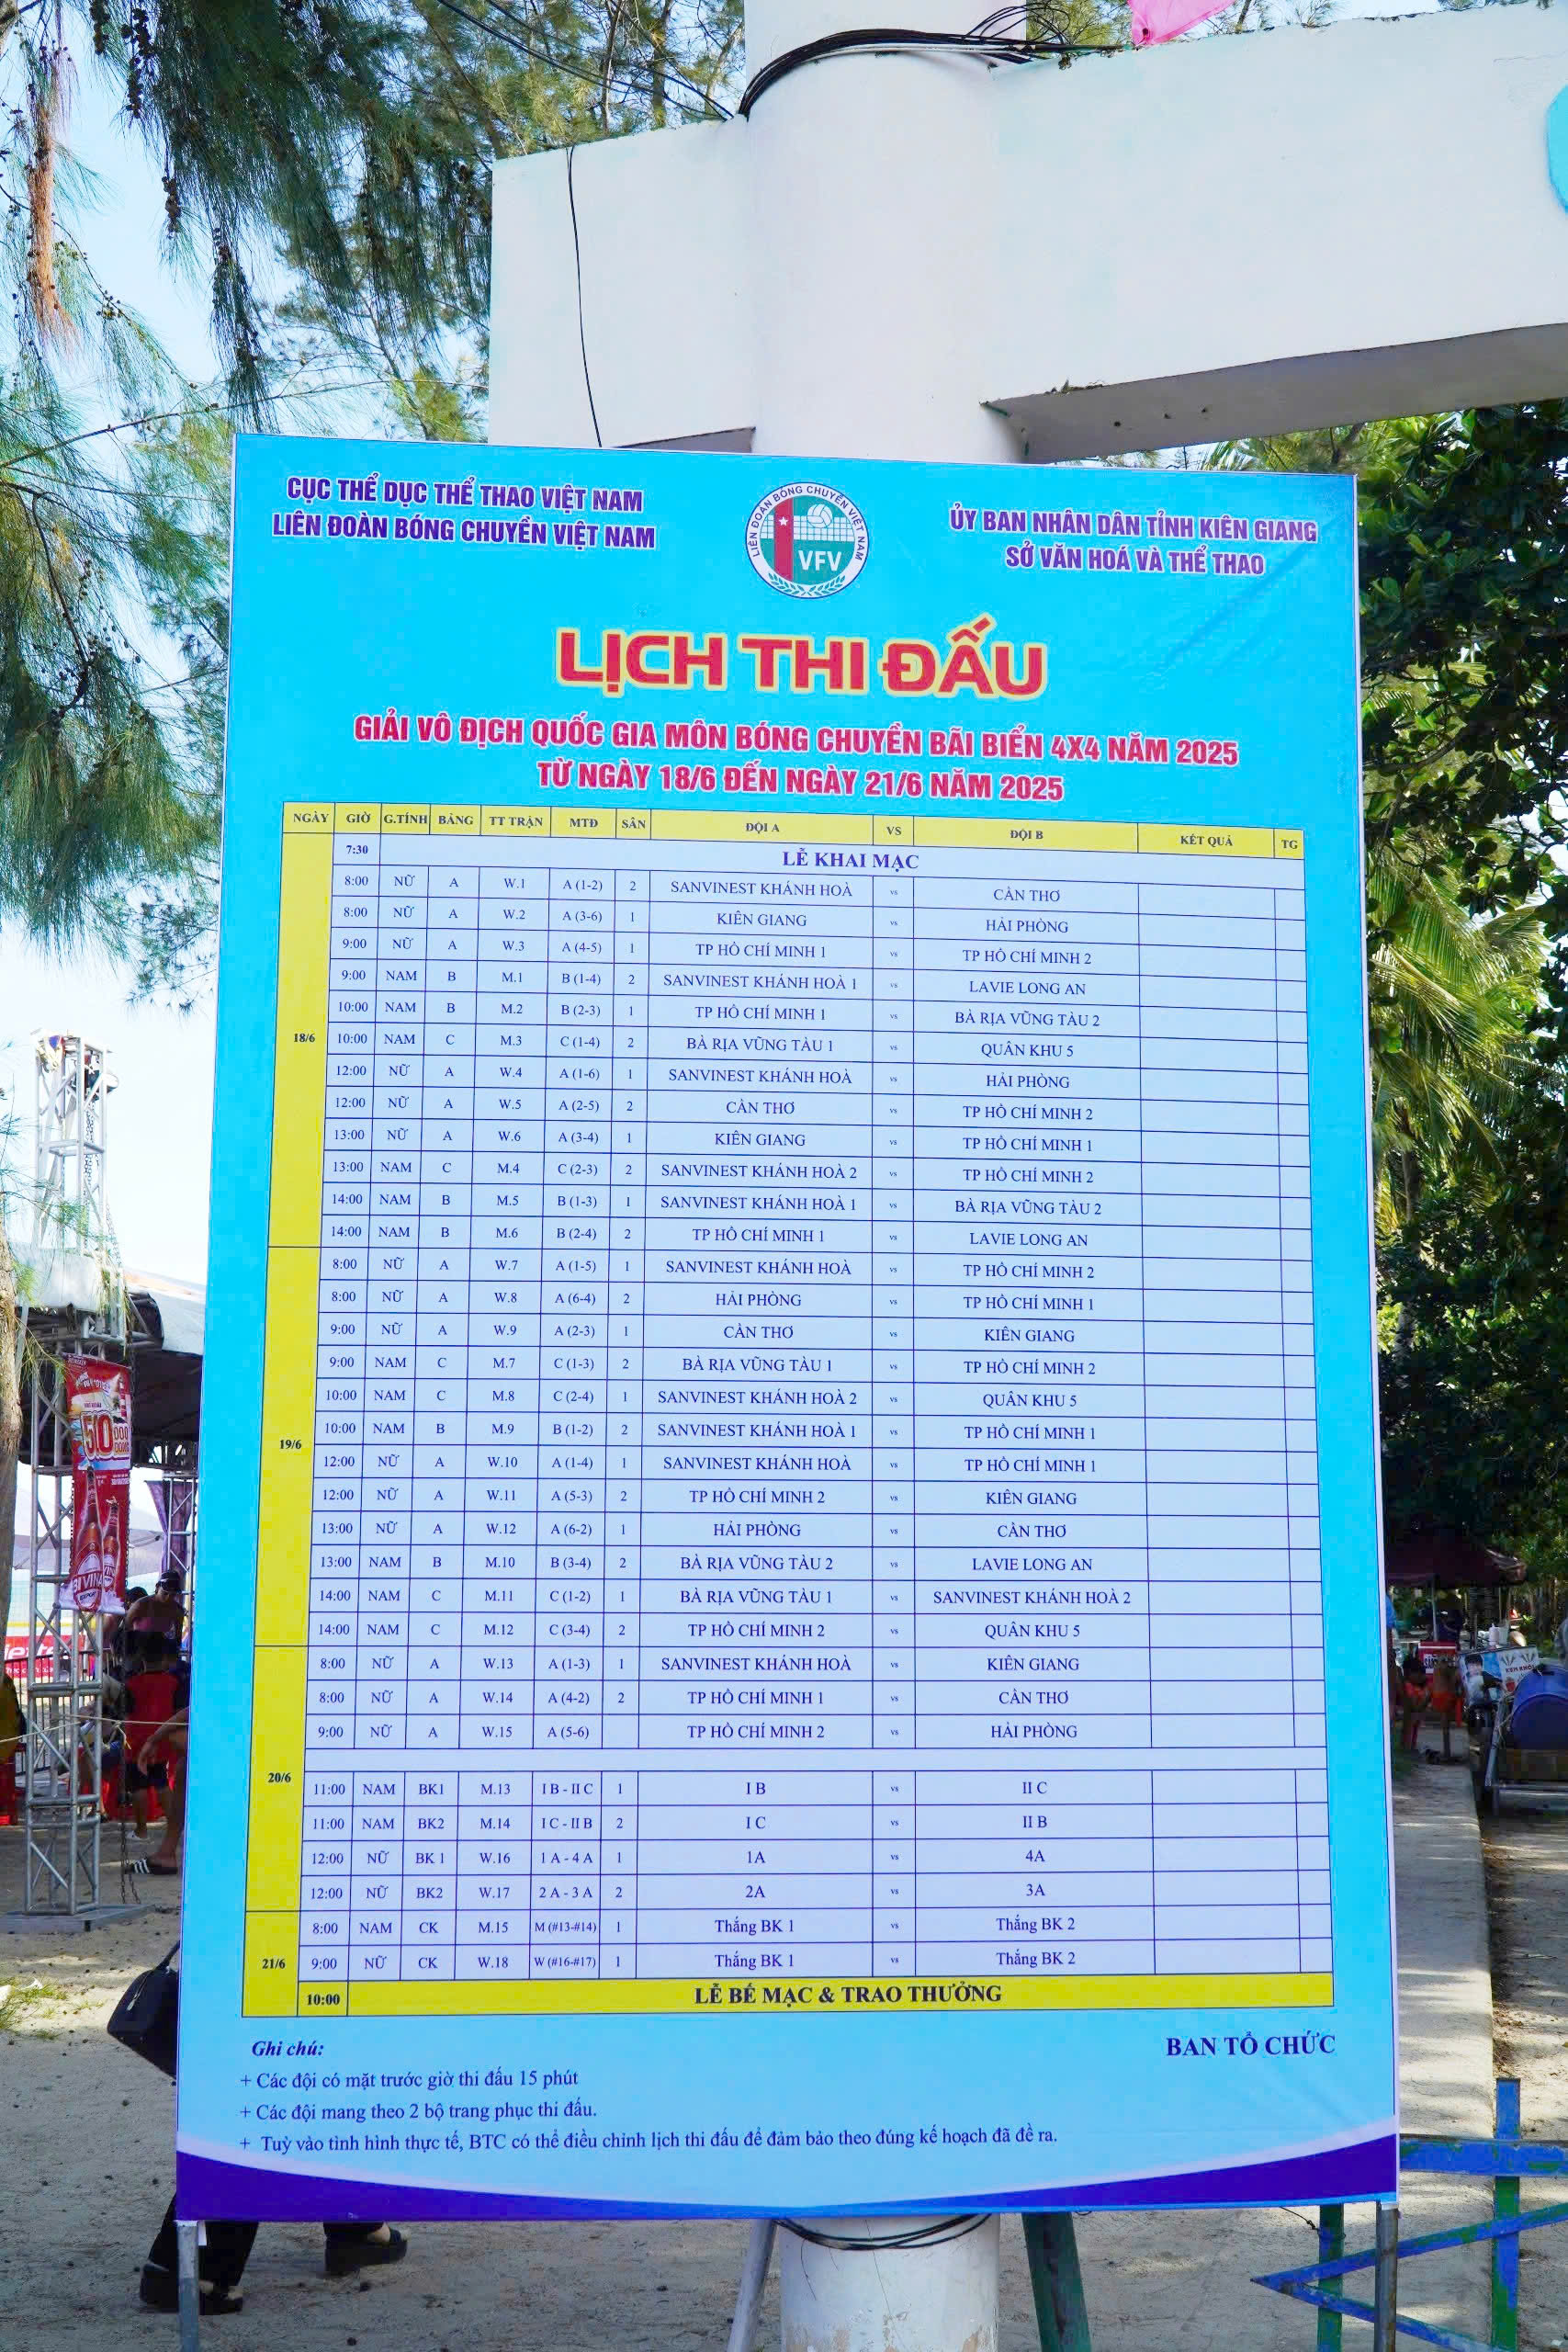 CỤC THỂ DỤC THỂ THAO VIỆT NAM
LIÊN ĐOÀN BÓNG CHUYỀN VIỆT NAM
LIÊN ĐOÀN BÓNG CHUYỀN VIỆT NAM
VFV
ỦY BAN NHÂN DÂN TỈNH KIÊN GIANG
SỞ VĂN HOÁ VÀ THỂ THAO
LỊCH THI ĐẤU
GIẢI VÔ ĐỊCH QUỐC GIA MÔN BÓNG CHUYỀN BÃI BIỂN 4X4 NĂM 2025
TỪ NGÀY 18/6 ĐẾN NGÀY 21/6 NĂM 2025
NGÀY GIỜ G.TÍNH BẢNG TT TRẬN MTĐ SÂN ĐỘI A VS ĐỘI B KẾT QUẢ TG
18/6
7:30 LỄ KHAI MẠC
8:00 NỮ A W.1 A (1-2) 2 SANVINEST KHÁNH HOÀ vs CẦN THƠ
8:00 NỮ A W.2 A (3-6) 1 KIÊN GIANG vs HẢI PHÒNG
9:00 NỮ A W.3 A (4-5) 1 TP HỒ CHÍ MINH 1 vs TP HỒ CHÍ MINH 2
9:00 NAM B M.1 B (1-4) 2 SANVINEST KHÁNH HOÀ 1 vs LAVIE LONG AN
10:00 NAM B M.2 B (2-3) 1 TP HỒ CHÍ MINH 1 vs BÀ RỊA VŨNG TÀU 2
10:00 NAM C M.3 C (1-4) 2 BÀ RỊA VŨNG TÀU 1 vs QUÂN KHU 5
12:00 NỮ A W.4 A (1-6) 1 SANVINEST KHÁNH HOÀ vs HẢI PHÒNG
12:00 NỮ A W.5 A (2-5) 2 CẦN THƠ vs TP HỒ CHÍ MINH 2
13:00 NỮ A W.6 A (3-4) 1 KIÊN GIANG vs TP HỒ CHÍ MINH 1
13:00 NAM C M.4 C (2-3) 2 SANVINEST KHÁNH HOÀ 2 vs TP HỒ CHÍ MINH 2
14:00 NAM B M.5 B (1-3) 1 SANVINEST KHÁNH HOÀ 1 vs BÀ RỊA VŨNG TÀU 2
14:00 NAM B M.6 B (2-4) 2 TP HỒ CHÍ MINH 1 vs LAVIE LONG AN
19/6
8:00 NỮ A W.7 A (1-5) 1 SANVINEST KHÁNH HOÀ vs TP HỒ CHÍ MINH 2
8:00 NỮ A W.8 A (6-4) 2 HẢI PHÒNG vs TP HỒ CHÍ MINH 1
9:00 NỮ A W.9 A (2-3) 1 CẦN THƠ vs KIÊN GIANG
9:00 NAM C M.7 C (1-3) 2 BÀ RỊA VŨNG TÀU 1 vs TP HỒ CHÍ MINH 2
10:00 NAM C M.8 C (2-4) 1 SANVINEST KHÁNH HOÀ 2 vs QUÂN KHU 5
10:00 NAM B M.9 B (1-2) 2 SANVINEST KHÁNH HOÀ 1 vs TP HỒ CHÍ MINH 1
12:00 NỮ A W.10 A (1-4) 1 SANVINEST KHÁNH HOÀ vs TP HỒ CHÍ MINH 1
12:00 NỮ A W.11 A (5-3) 2 TP HỒ CHÍ MINH 2 vs KIÊN GIANG
13:00 NỮ A W.12 A (6-2) 1 HẢI PHÒNG vs CẦN THƠ
13:00 NAM B M.10 B (3-4) 2 BÀ RỊA VŨNG TÀU 2 vs LAVIE LONG AN
14:00 NAM C M.11 C (1-2) 1 BÀ RỊA VŨNG TÀU 1 vs SANVINEST KHÁNH HOÀ 2
14:00 NAM C M.12 C (3-4) 2 TP HỒ CHÍ MINH 2 vs QUÂN KHU 5
20/6
8:00 NỮ A W.13 A (1-3) 1 SANVINEST KHÁNH HOÀ vs KIÊN GIANG
8:00 NỮ A W.14 A (4-2) 2 TP HỒ CHÍ MINH 1 vs CẦN THƠ
9:00 NỮ A W.15 A (5-6) TP HỒ CHÍ MINH 2 vs HẢI PHÒNG
11:00 NAM BK1 M.13 I B - II C 1 I B vs II C
11:00 NAM BK2 M.14 I C - II B 2 I C vs II B
12:00 NỮ BK 1 W.16 1 A - 4 A 1 1A vs 4A
12:00 NỮ BK2 W.17 2 A - 3 A 2 2A vs 3A
21/6
8:00 NAM CK M.15 M (#13-#14) 1 Thắng BK 1 vs Thắng BK 2
9:00 NỮ CK W.18 W (#16-#17) 1 Thắng BK 1 vs Thắng BK 2
10:00 LỄ BẾ MẠC & TRAO THƯỞNG
Ghi chú:
BAN TỔ CHỨC
+ Các đội có mặt trước giờ thi đấu 15 phút
+ Các đội mang theo 2 bộ trang phục thi đấu.
+ Tuỳ vào tình hình thực tế, BTC có thể điều chỉnh lịch thi đấu để đảm bảo theo đúng kế hoạch đã đề ra.